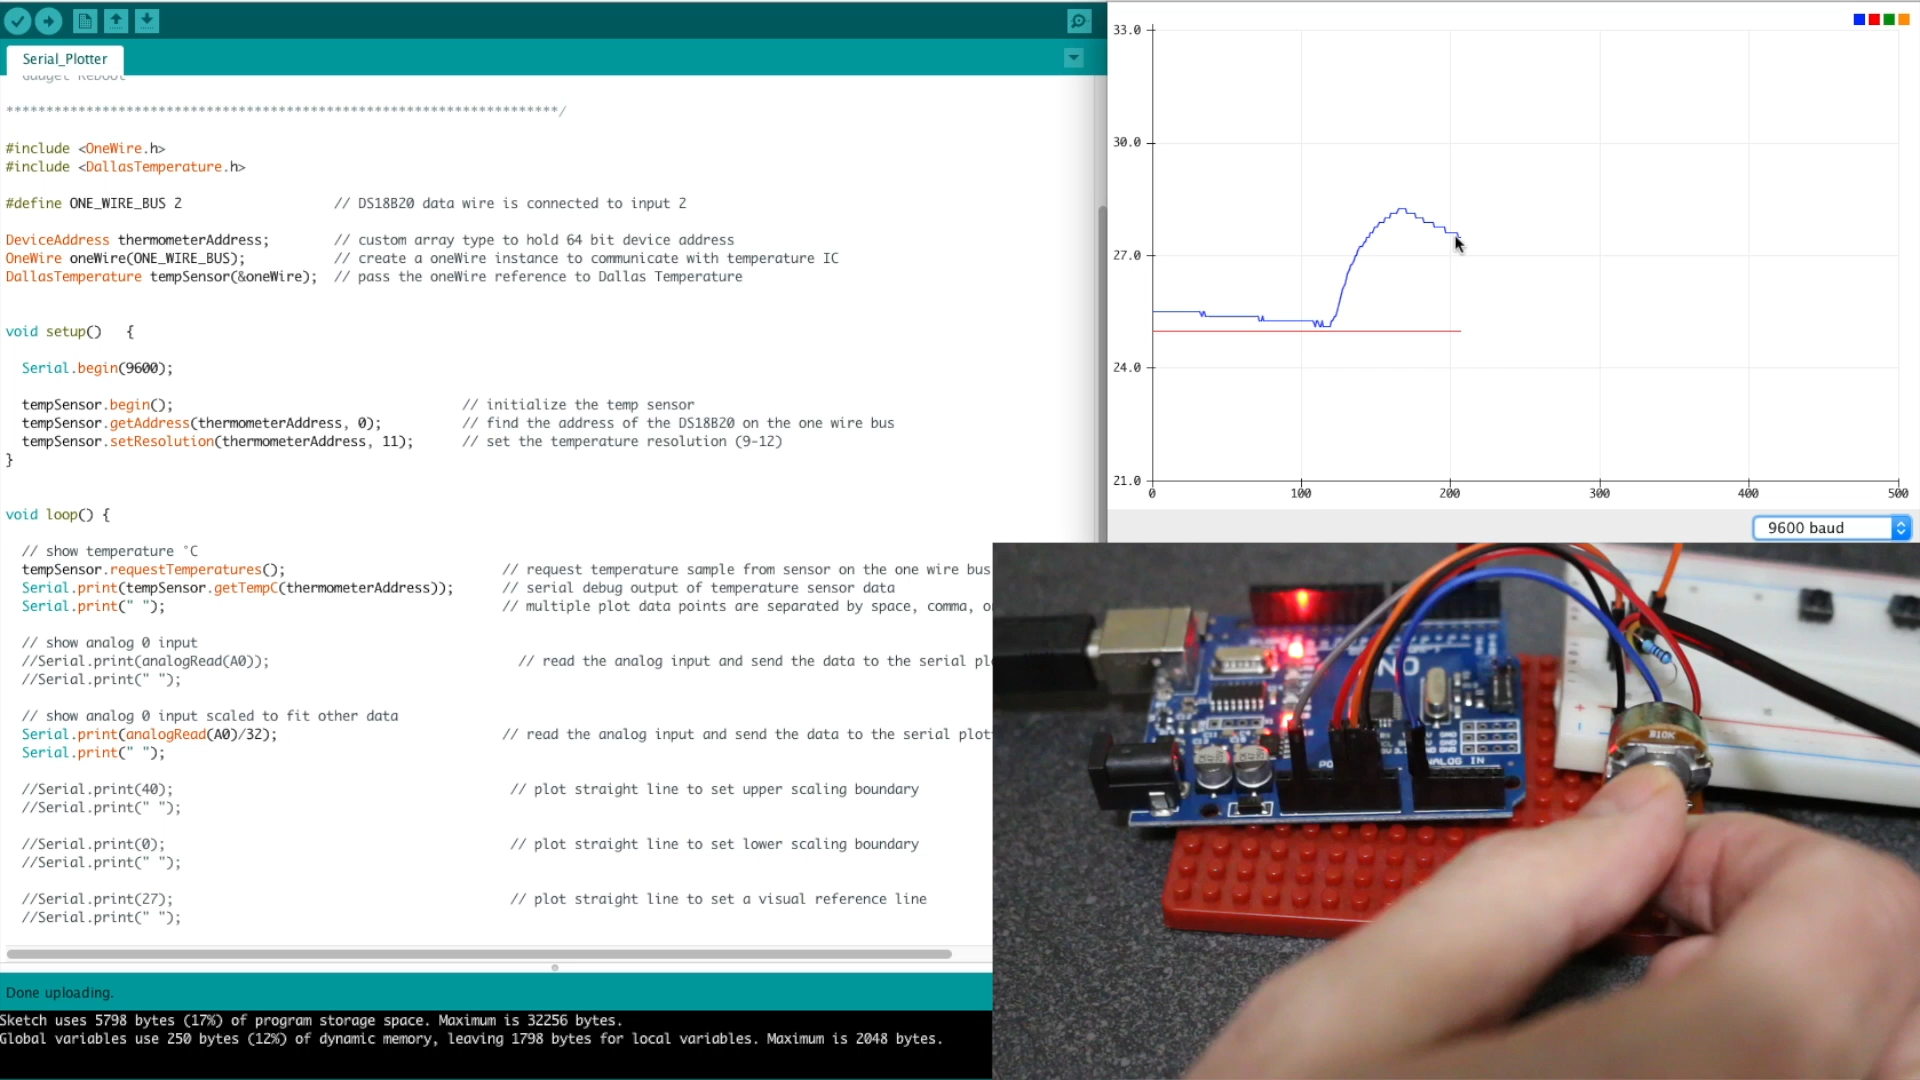 Serial_Plotter
Gadget Reboot
**********************************************************************/
#include <OneWire.h>
#include <DallasTemperature.h>
#define ONE_WIRE_BUS 2 // DS18B20 data wire is connected to input 2
DeviceAddress thermometerAddress; // custom array type to hold 64 bit device address
OneWire oneWire(ONE_WIRE_BUS); // create a oneWire instance to communicate with temperature IC
DallasTemperature tempSensor(&oneWire); // pass the oneWire reference to Dallas Temperature
void setup() {
Serial.begin(9600);
tempSensor.begin(); // initialize the temp sensor
tempSensor.getAddress(thermometerAddress, 0); // find the address of the DS18B20 on the one wire bus
tempSensor.setResolution(thermometerAddress, 11); // set the temperature resolution (9-12)
}
void loop() {
// show temperature °C
tempSensor.requestTemperatures(); // request temperature sample from sensor on the one wire bus
Serial.print(tempSensor.getTempC(thermometerAddress)); // serial debug output of temperature sensor data
Serial.print(" "); // multiple plot data points are separated by space, comma, o
// show analog 0 input
//Serial.print(analogRead(A0)); // read the analog input and send the data to the serial pl
//Serial.print(" ");
// show analog 0 input scaled to fit other data
Serial.print(analogRead(A0)/32); // read the analog input and send the data to the serial plot
Serial.print(" ");
//Serial.print(40); // plot straight line to set upper scaling boundary
//Serial.print(" ");
//Serial.print(0); // plot straight line to set lower scaling boundary
//Serial.print(" ");
//Serial.print(27); // plot straight line to set a visual reference line
//Serial.print(" ");
Done uploading.
Sketch uses 5798 bytes (17%) of program storage space. Maximum is 32256 bytes.
Global variables use 250 bytes (12%) of dynamic memory, leaving 1798 bytes for local variables. Maximum is 2048 bytes.
33.0
30.0
27.0
24.0
21.0
0 100 200 300 400 500
9600 baud
B10K
NO
ANALOG IN